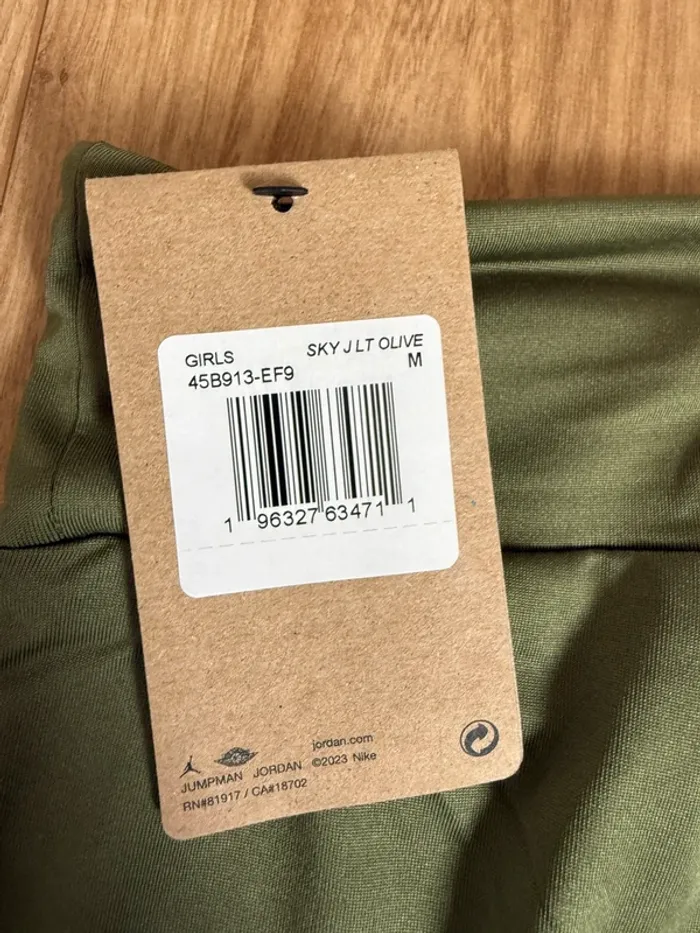 GIRLS SKY J LT OLIVE
45B913-EF9 M
1 96327 63471 1
jordan.com
JUMPMAN JORDAN ©2023 Nike
RN#81917 / CA#18702